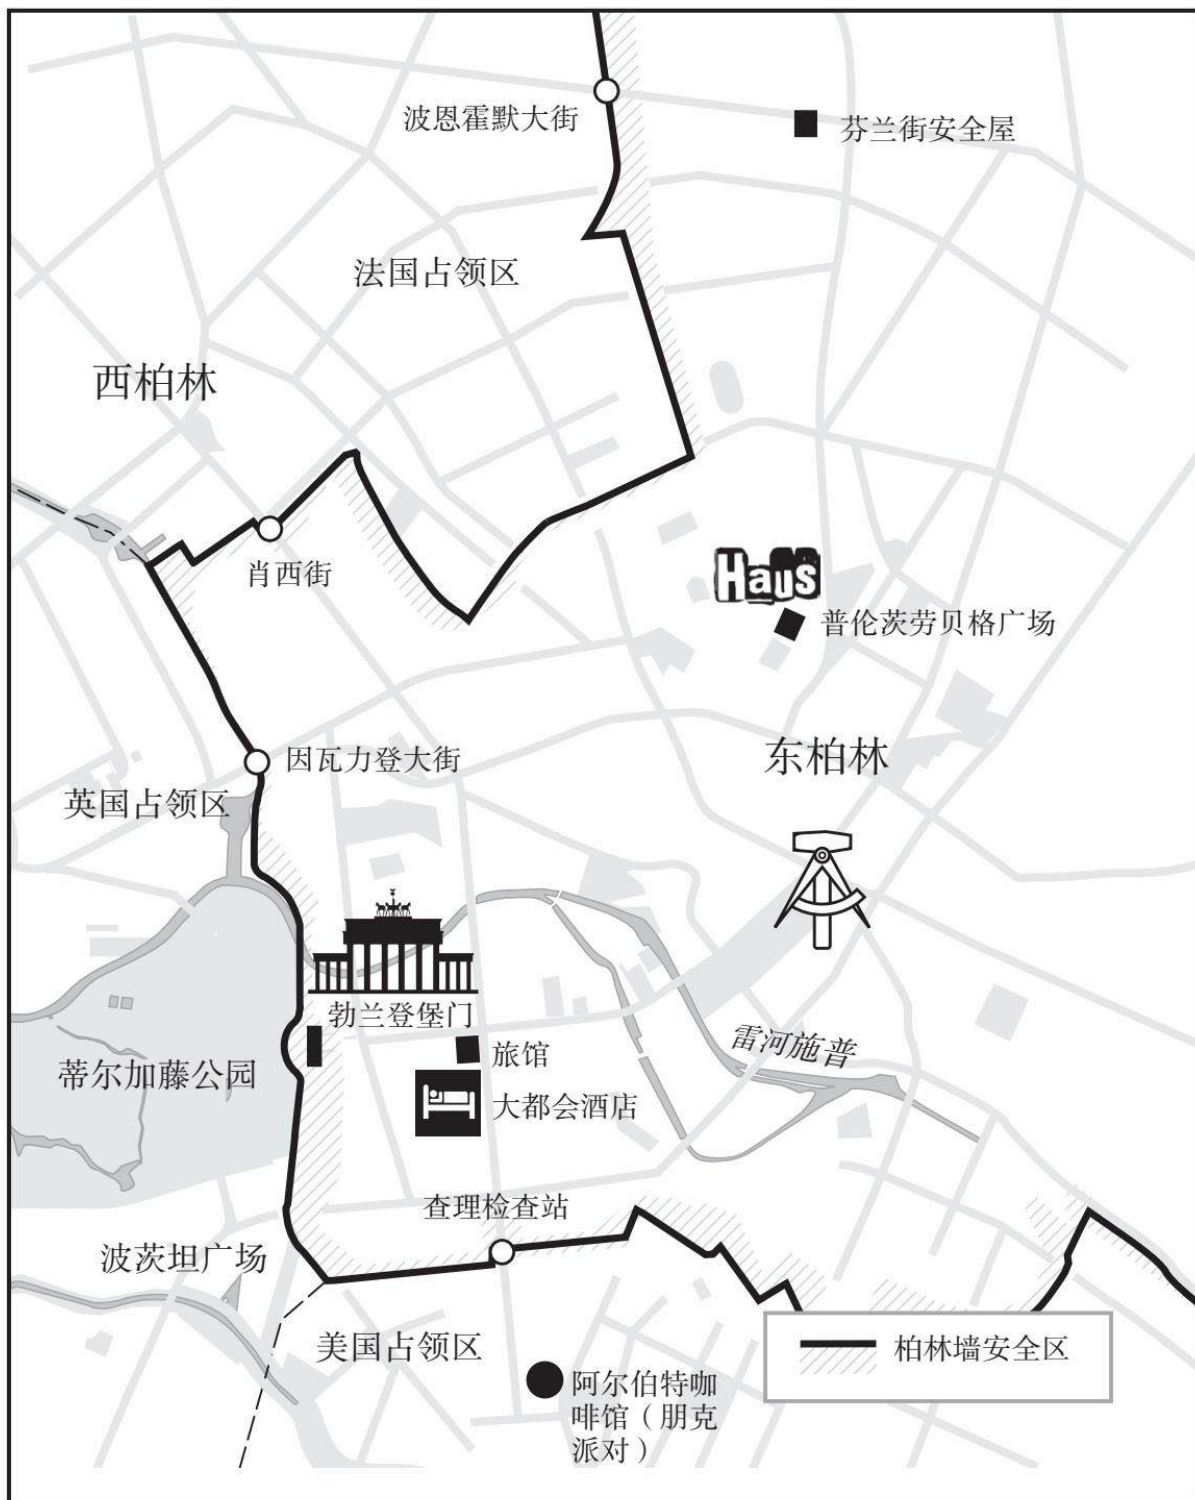 波恩霍默大街
芬兰街安全屋
法国占领区
西柏林
肖西街
Haus
普伦茨劳贝格广场
因瓦力登大街
东柏林
英国占领区
勃兰登堡门
雷河施普
旅馆
蒂尔加藤公园
大都会酒店
查理检查站
波茨坦广场
美国占领区
柏林墙安全区
阿尔伯特咖
啡馆（朋克
派对）